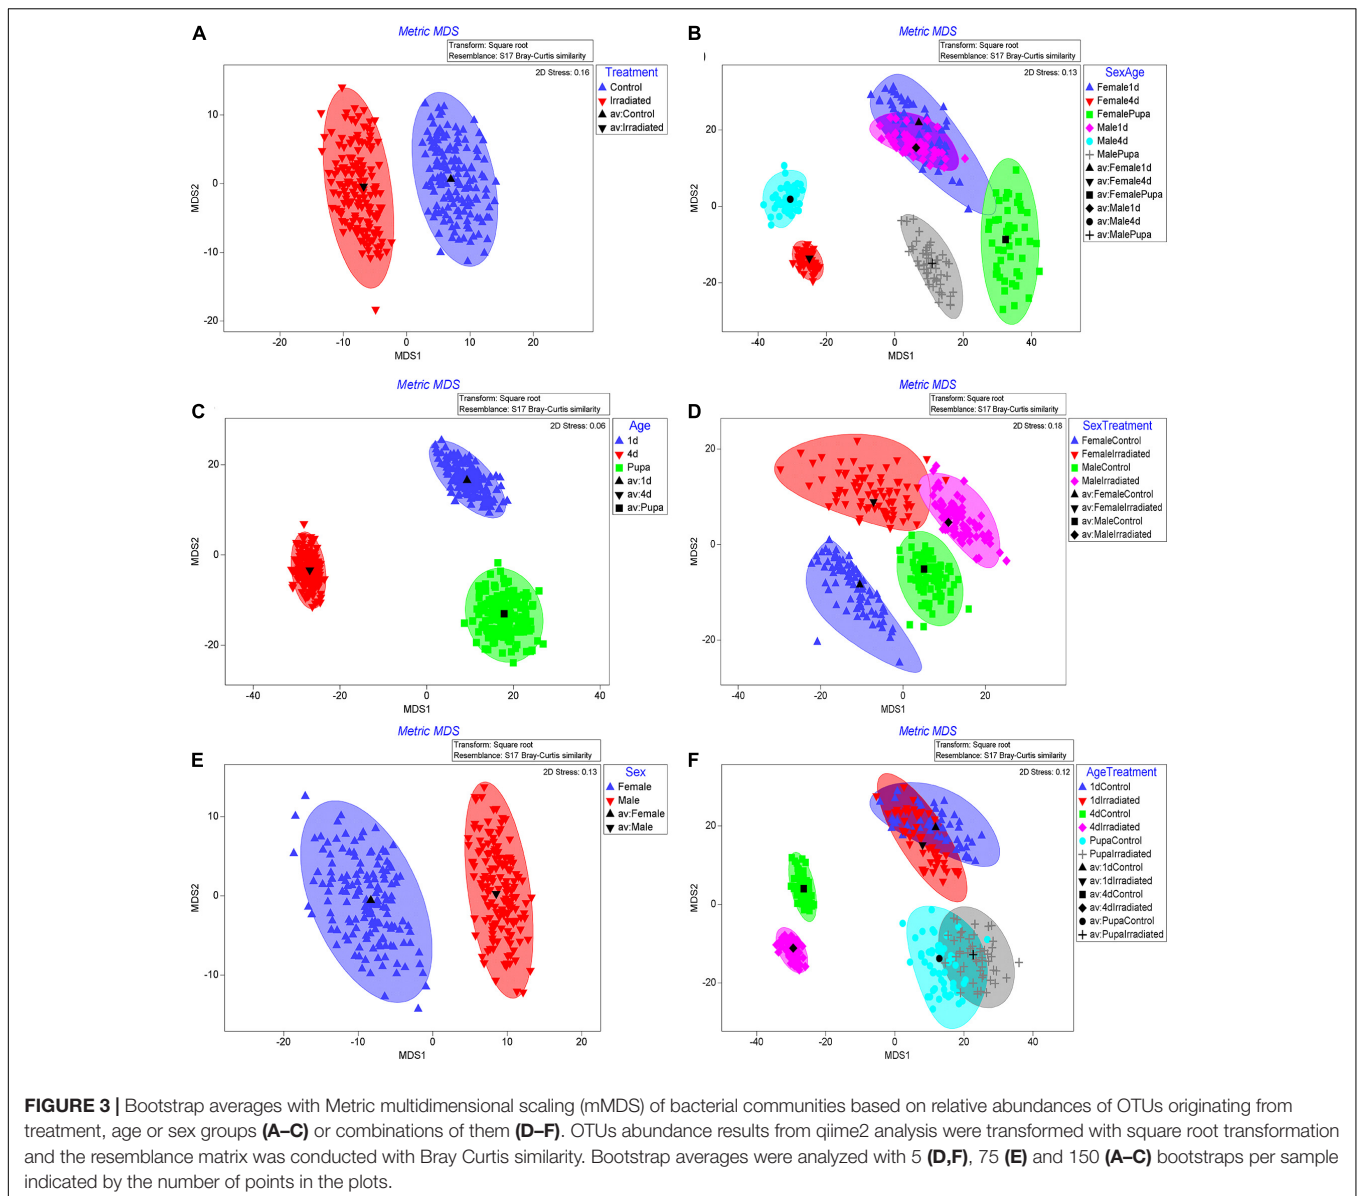 A
Metric MDS
Transform: Square root
Resemblance: S17 Bray-Curtis similarity
2D Stress: 0.16
Treatment
Control
Irradiated
av:Control
av:Irradiated
10
0
-10
-20
MDS2
-20
-10
0
10
20
MDS1
B
Metric MDS
Transform: Square root
Resemblance: S17 Bray-Curtis similarity
2D Stress: 0.13
SexAge
Female1d
Female4d
FemalePupa
Male1d
Male4d
MalePupa
av:Female1d
av:Female4d
av:FemalePupa
av:Male1d
av:Male4d
av:MalePupa
20
0
-20
MDS2
-40
-20
0
20
40
MDS1
C
Metric MDS
Transform: Square root
Resemblance: S17 Bray-Curtis similarity
2D Stress: 0.06
Age
1d
4d
Pupa
av:1d
av:4d
av:Pupa
20
0
-20
MDS2
-40
-20
0
20
40
MDS1
D
Metric MDS
Transform: Square root
Resemblance: S17 Bray-Curtis similarity
2D Stress: 0.18
SexTreatment
FemaleControl
FemaleIrradiated
MaleControl
MaleIrradiated
av:FemaleControl
av:FemaleIrradiated
av:MaleControl
av:MaleIrradiated
20
0
-20
MDS2
-40
-20
0
20
MDS1
E
Metric MDS
Transform: Square root
Resemblance: S17 Bray-Curtis similarity
2D Stress: 0.13
Sex
Female
Male
av:Female
av:Male
10
0
-10
MDS2
-20
-10
0
10
20
MDS1
F
Metric MDS
Transform: Square root
Resemblance: S17 Bray-Curtis similarity
2D Stress: 0.12
AgeTreatment
1dControl
1dIrradiated
4dControl
4dIrradiated
PupaControl
PupaIrradiated
av:1dControl
av:1dIrradiated
av:4dControl
av:4dIrradiated
av:PupaControl
av:PupaIrradiated
20
0
-20
MDS2
-40
-20
0
20
40
MDS1
FIGURE 3 | Bootstrap averages with Metric multidimensional scaling (mMDS) of bacterial communities based on relative abundances of OTUs originating from
treatment, age or sex groups (A–C) or combinations of them (D–F). OTUs abundance results from qiime2 analysis were transformed with square root transformation
and the resemblance matrix was conducted with Bray Curtis similarity. Bootstrap averages were analyzed with 5 (D,F), 75 (E) and 150 (A–C) bootstraps per sample
indicated by the number of points in the plots.